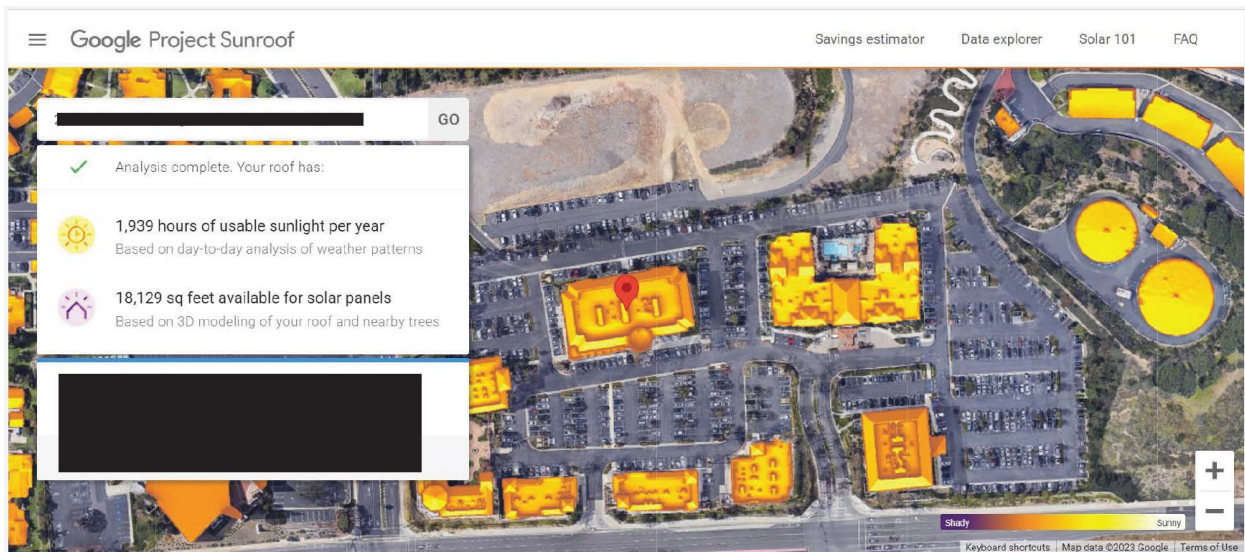 Google Project Sunroof
Savings estimator
Data explorer
Solar 101
FAQ
GO
Analysis complete. Your roof has:
1,939 hours of usable sunlight per year
Based on day-to-day analysis of weather patterns
18,129 sq feet available for solar panels
Based on 3D modeling of your roof and nearby trees
Shady
Sunny
+
−
Keyboard shortcuts
Map data ©2023 Google
Terms of Use